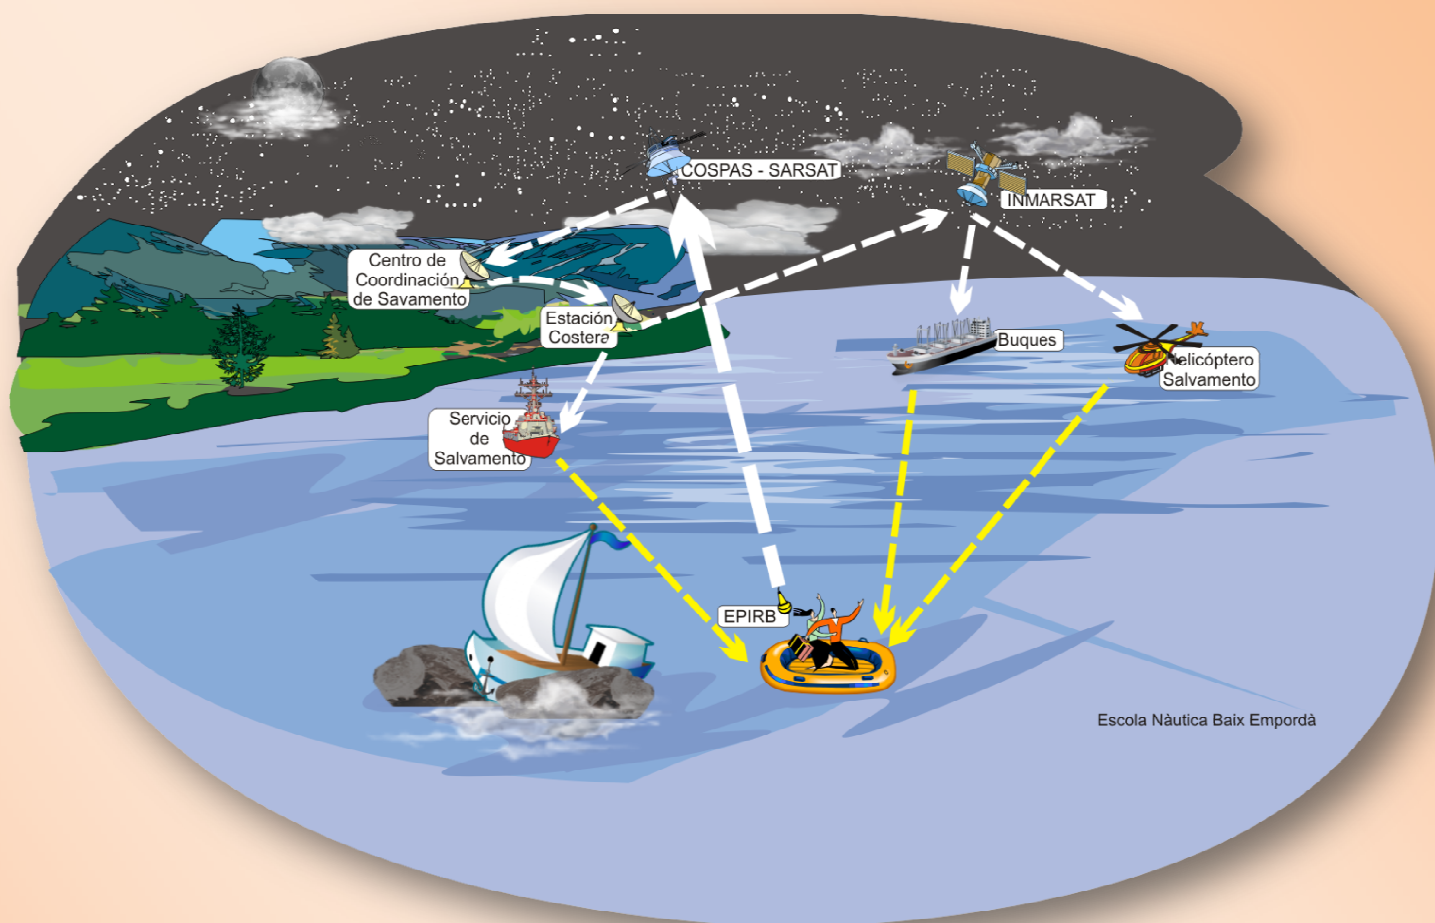 COSPAS - SARSAT
INMARSAT
Centro de
Coordinación
de Savamento
Estación
Costera
Buques
Helicóptero
Salvamento
Servicio
de
Salvamento
EPIRB
Escola Nàutica Baix Empordà